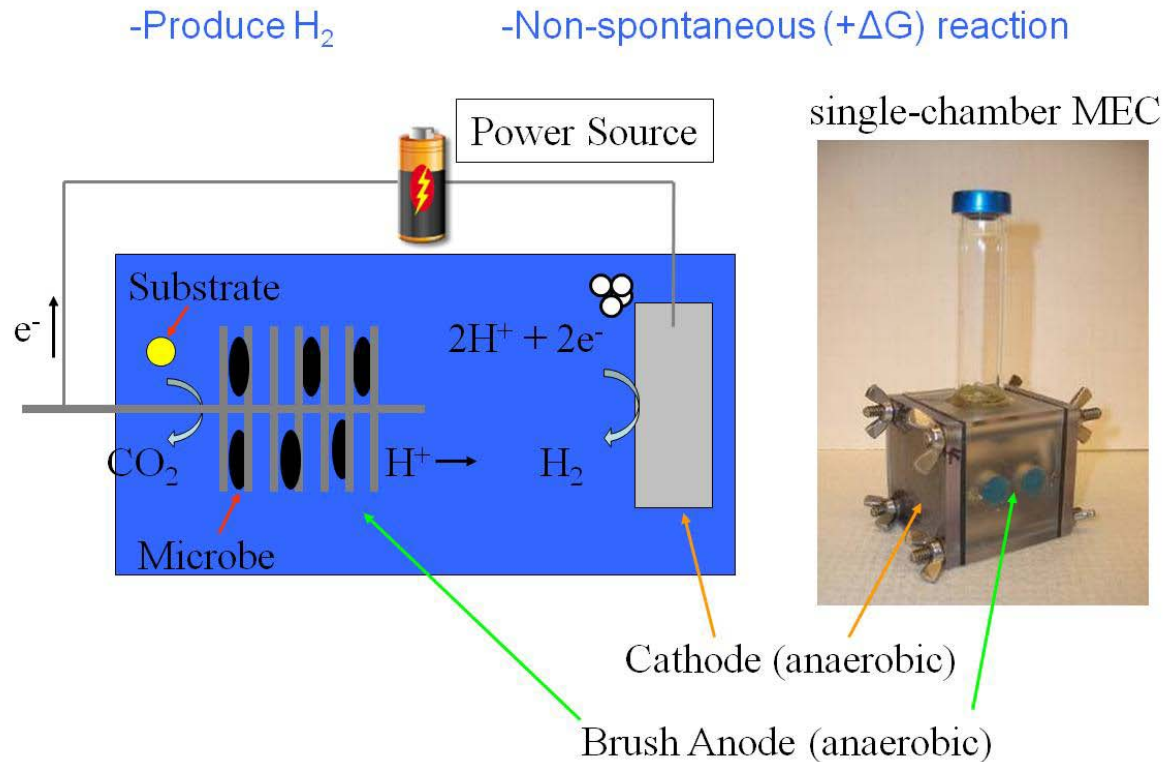 -Produce H₂
-Non-spontaneous (+ΔG) reaction
single-chamber MEC
Power Source
Substrate
e⁻
2H⁺ + 2e⁻
CO₂
H⁺
H₂
Microbe
Cathode (anaerobic)
Brush Anode (anaerobic)